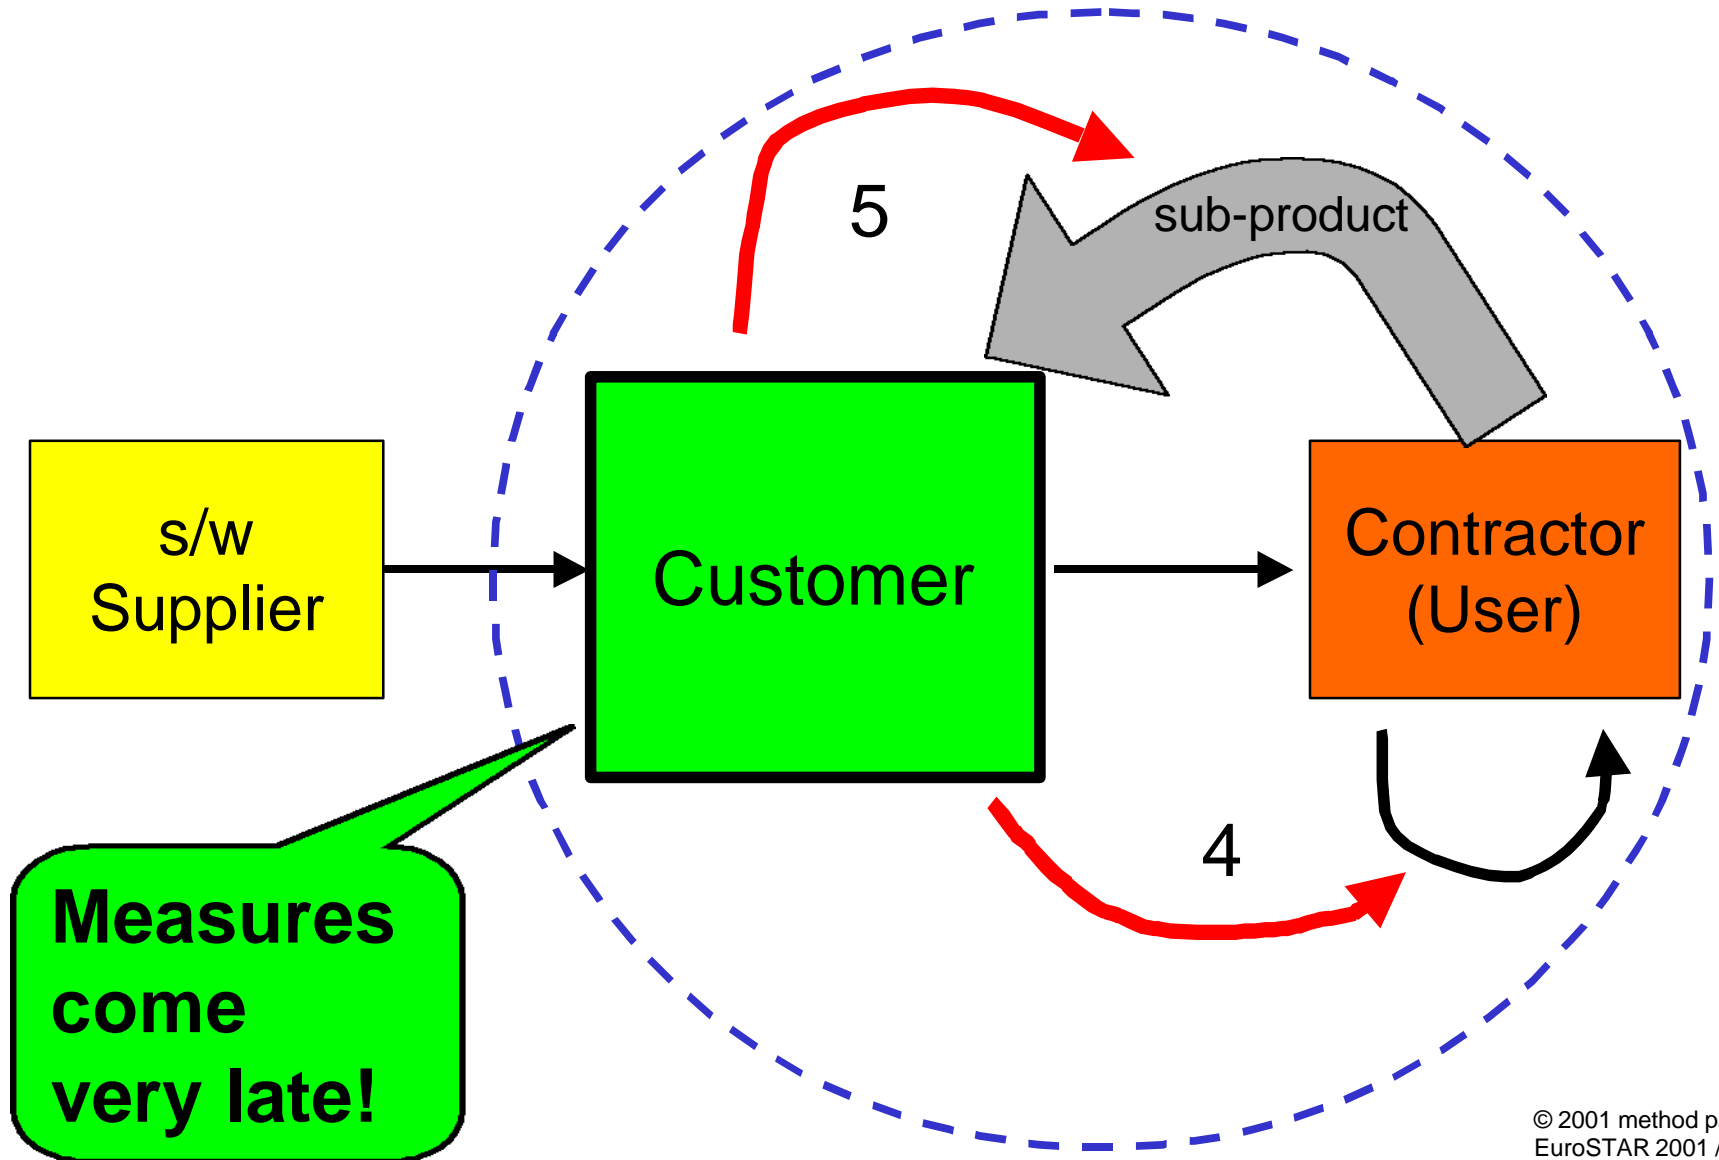 5
sub-product
s/w
Supplier
Customer
Contractor
(User)
4
Measures
come
very late!
© 2001 method
EuroSTAR 2001 /